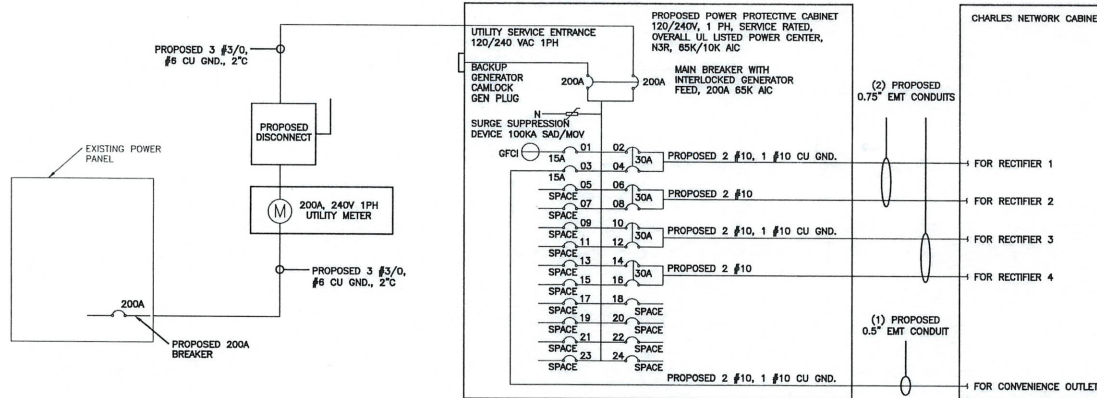 EXISTING POWER
PANEL
200A
PROPOSED 200A
BREAKER
PROPOSED 3 #3/0,
#6 CU GND., 2"C
PROPOSED
DISCONNECT
M
200A, 240V 1PH
UTILITY METER
PROPOSED 3 #3/0,
#6 CU GND., 2"C
UTILITY SERVICE ENTRANCE
120/240 VAC 1PH
BACKUP
GENERATOR
CAMLOCK
GEN PLUG
PROPOSED POWER PROTECTIVE CABINET
120/240V, 1 PH, SERVICE RATED,
OVERALL UL LISTED POWER CENTER,
N3R, 65K/10K AIC
200A
200A
MAIN BREAKER WITH
INTERLOCKED GENERATOR
FEED, 200A 65K AIC
N
SURGE SUPPRESSION
DEVICE 100KA SAD/MOV
GFCI
15A
01
02
30A
PROPOSED 2 #10, 1 #10 CU GND.
15A
03
04
SPACE
05
06
30A
PROPOSED 2 #10
SPACE
07
08
SPACE
09
10
30A
PROPOSED 2 #10, 1 #10 CU GND.
SPACE
11
12
SPACE
13
14
30A
PROPOSED 2 #10
SPACE
15
16
SPACE
17
18
SPACE
SPACE
19
20
SPACE
SPACE
21
22
SPACE
SPACE
23
24
SPACE
PROPOSED 2 #10, 1 #10 CU GND.
(2) PROPOSED
0.75" EMT CONDUITS
(1) PROPOSED
0.5" EMT CONDUIT
CHARLES NETWORK CABINE
FOR RECTIFIER 1
FOR RECTIFIER 2
FOR RECTIFIER 3
FOR RECTIFIER 4
FOR CONVENIENCE OUTLET